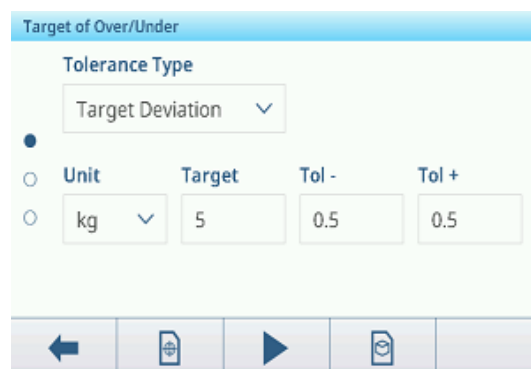 Target of Over/Under
Tolerance Type
Target Deviation
Unit Target Tol - Tol +
kg 5 0.5 0.5